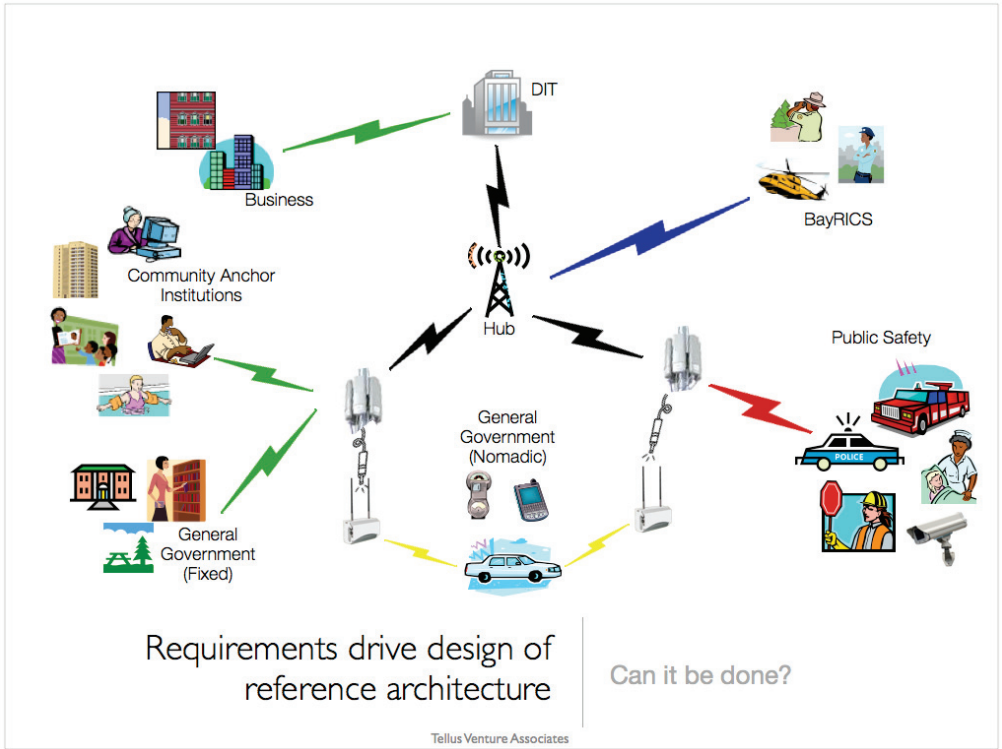 DIT
Business
BayRICS
Community Anchor
Institutions
Hub
Public Safety
General
Government
(Nomadic)
POLICE
General
Government
(Fixed)
Requirements drive design of
reference architecture
Can it be done?
Tellus Venture Associates